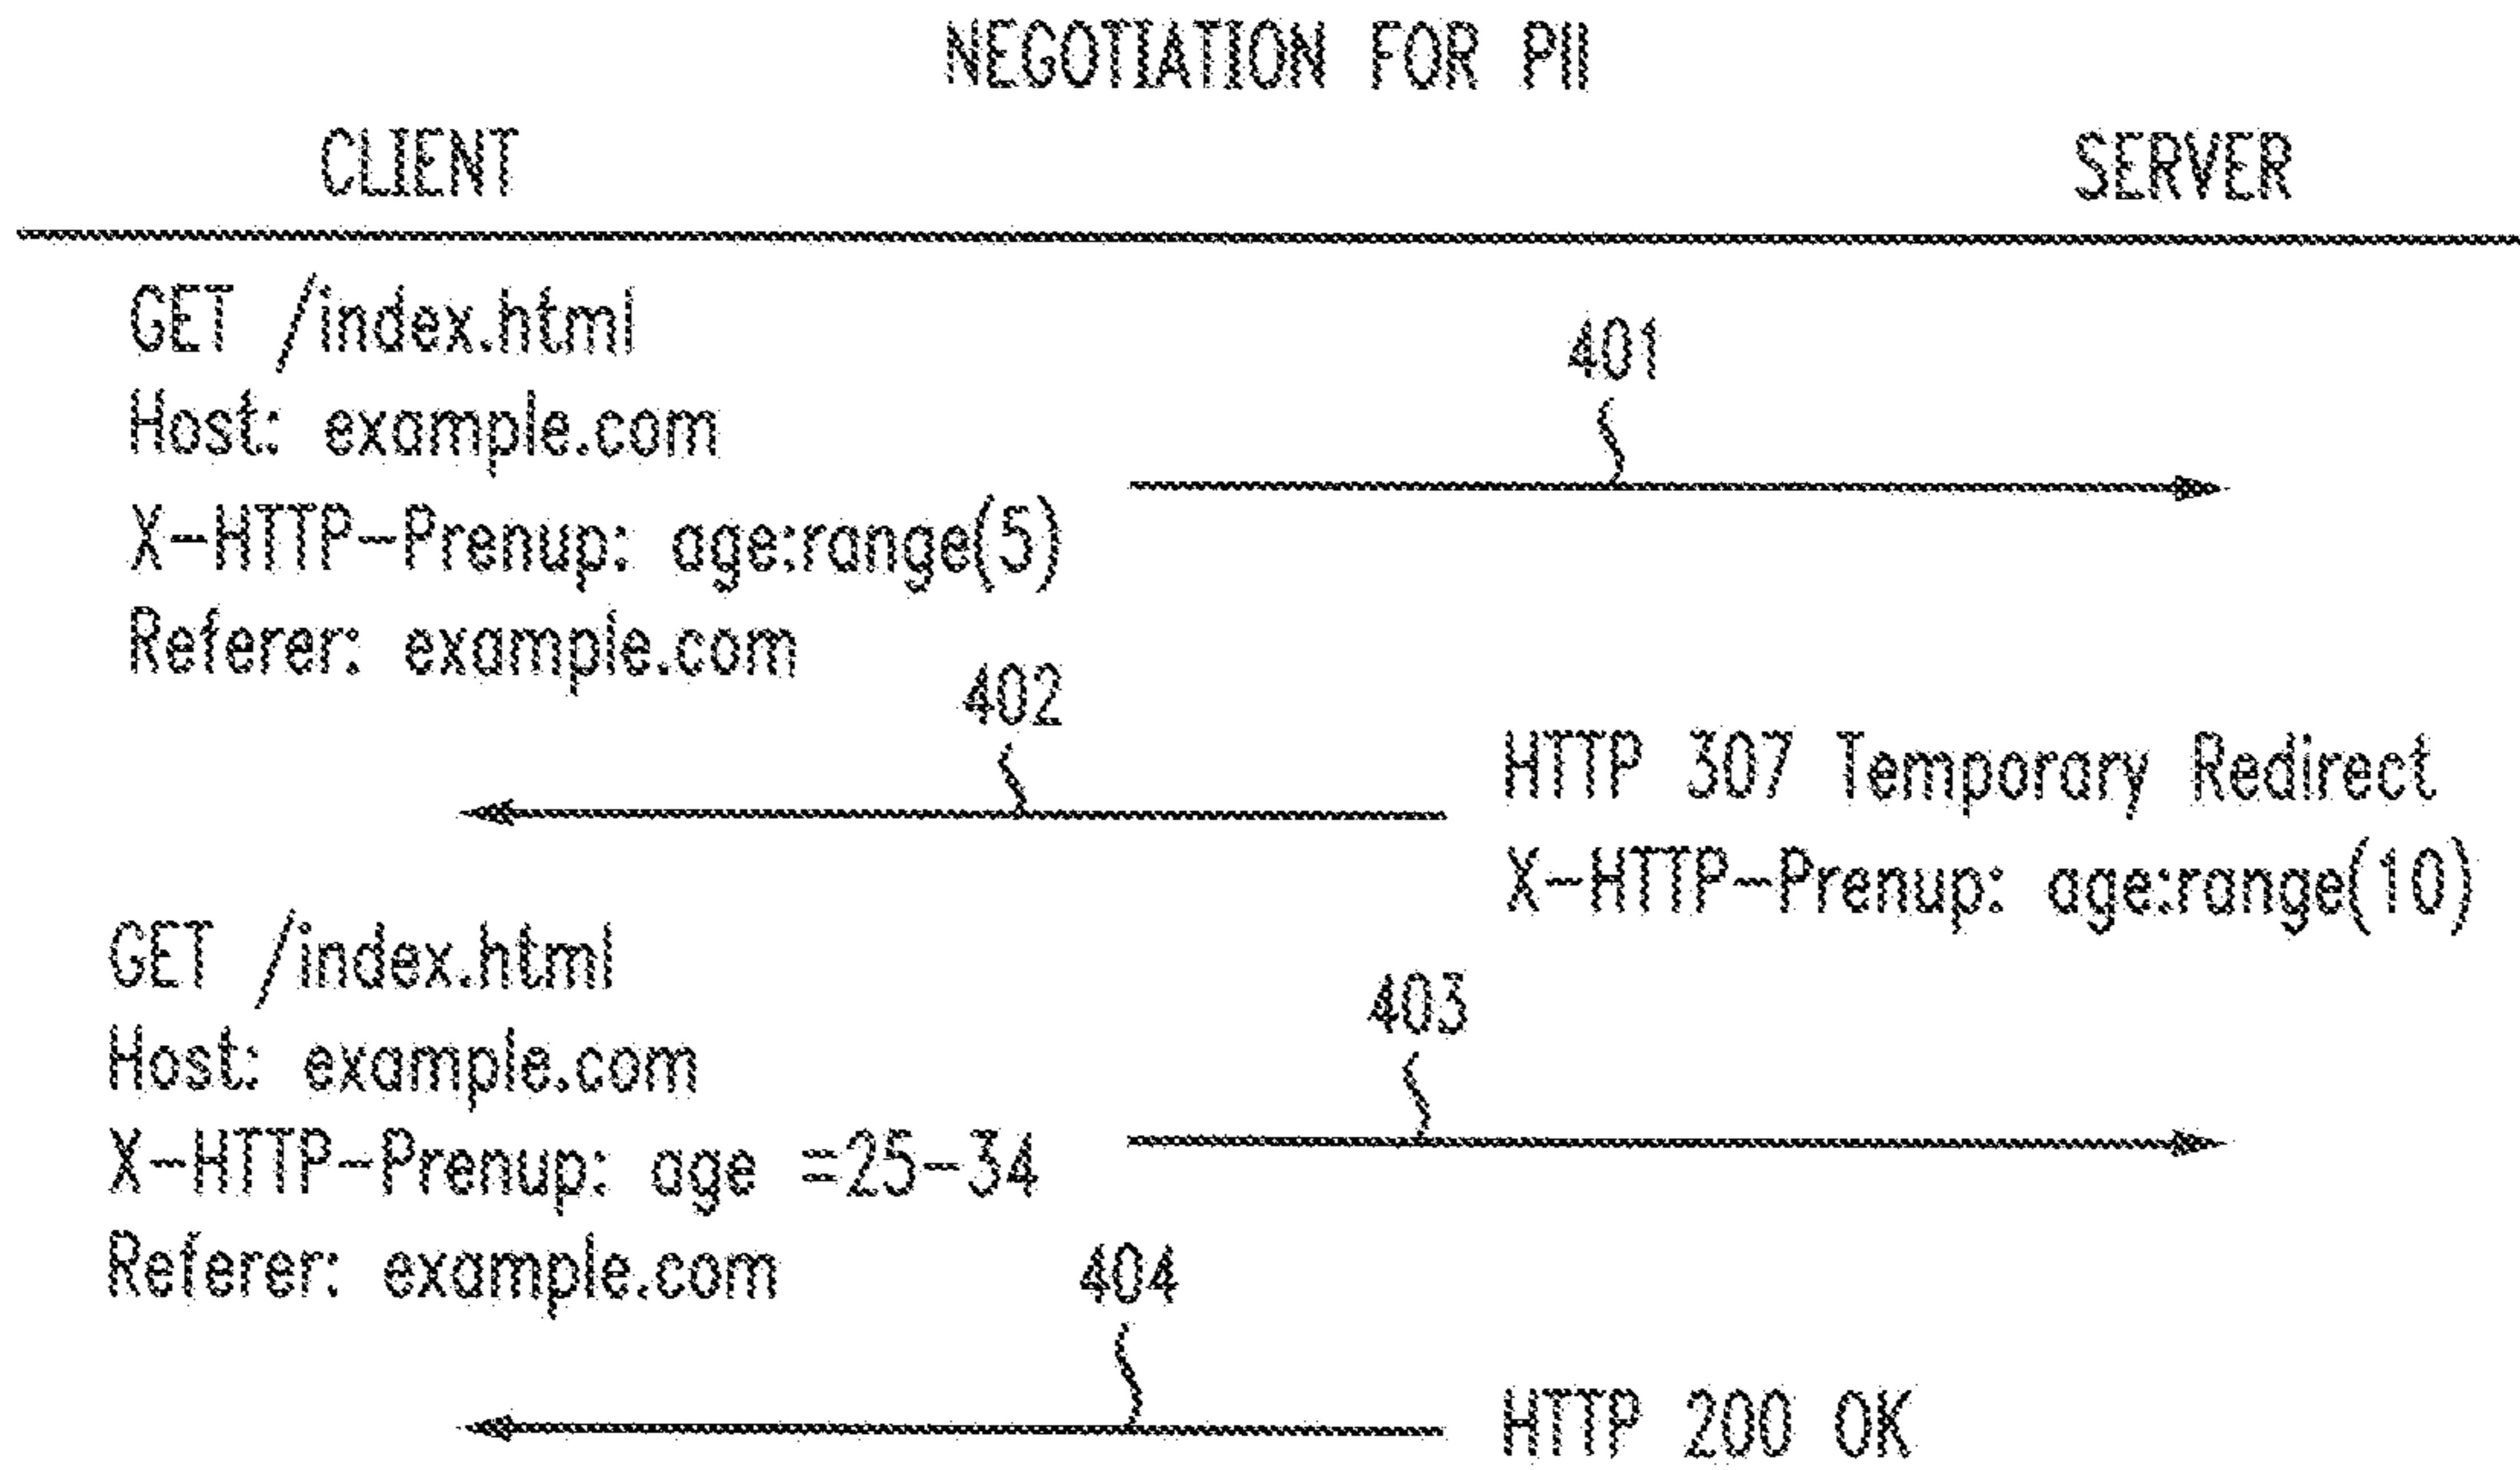 NEGOTIATION FOR PII
CLIENT SERVER
GET /index.html
401
Host: example.com
X-HTTP-Prenup: age:range(5)
Referer: example.com
402
HTTP 307 Temporary Redirect
X-HTTP-Prenup: age:range(10)
GET /index.html
403
Host: example.com
X-HTTP-Prenup: age =25-34
Referer: example.com
404
HTTP 200 OK